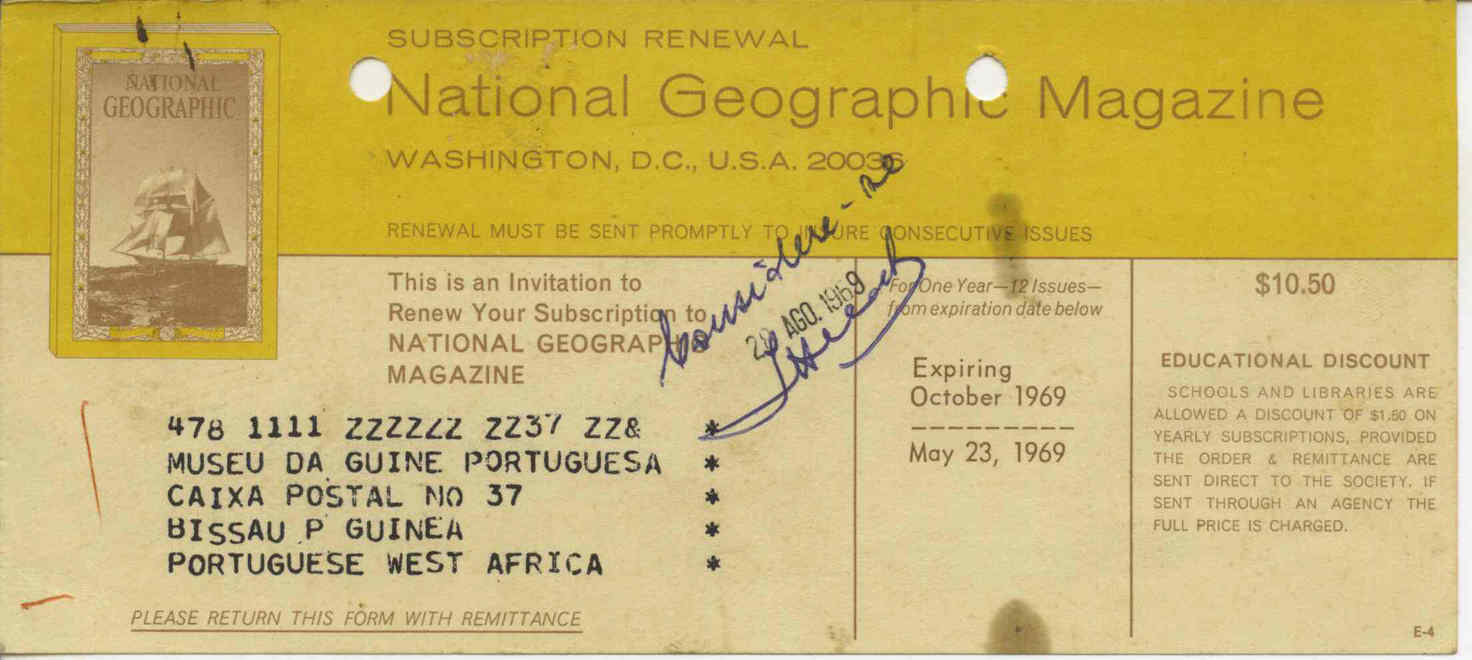 NATIONAL
GEOGRAPHIC
SUBSCRIPTION RENEWAL
National Geographic Magazine
WASHINGTON, D.C., U.S.A. 20036
RENEWAL MUST BE SENT PROMPTLY TO INSURE CONSECUTIVE ISSUES
This is an Invitation to
Renew Your Subscription to
NATIONAL GEOGRAPHIC
MAGAZINE
Considere-se
AGO. 1969
478 1111 ZZZZZZ ZZ37 ZZ& *
MUSEU DA GUINE PORTUGUESA *
CAIXA POSTAL NO 37 *
BISSAU P GUINEA *
PORTUGUESE WEST AFRICA *
PLEASE RETURN THIS FORM WITH REMITTANCE
For One Year—12 Issues—
from expiration date below
Expiring
October 1969
----------
May 23, 1969
$10.50
EDUCATIONAL DISCOUNT
SCHOOLS AND LIBRARIES ARE
ALLOWED A DISCOUNT OF $1.50 ON
YEARLY SUBSCRIPTIONS, PROVIDED
THE ORDER & REMITTANCE ARE
SENT DIRECT TO THE SOCIETY. IF
SENT THROUGH AN AGENCY THE
FULL PRICE IS CHARGED.
E-4